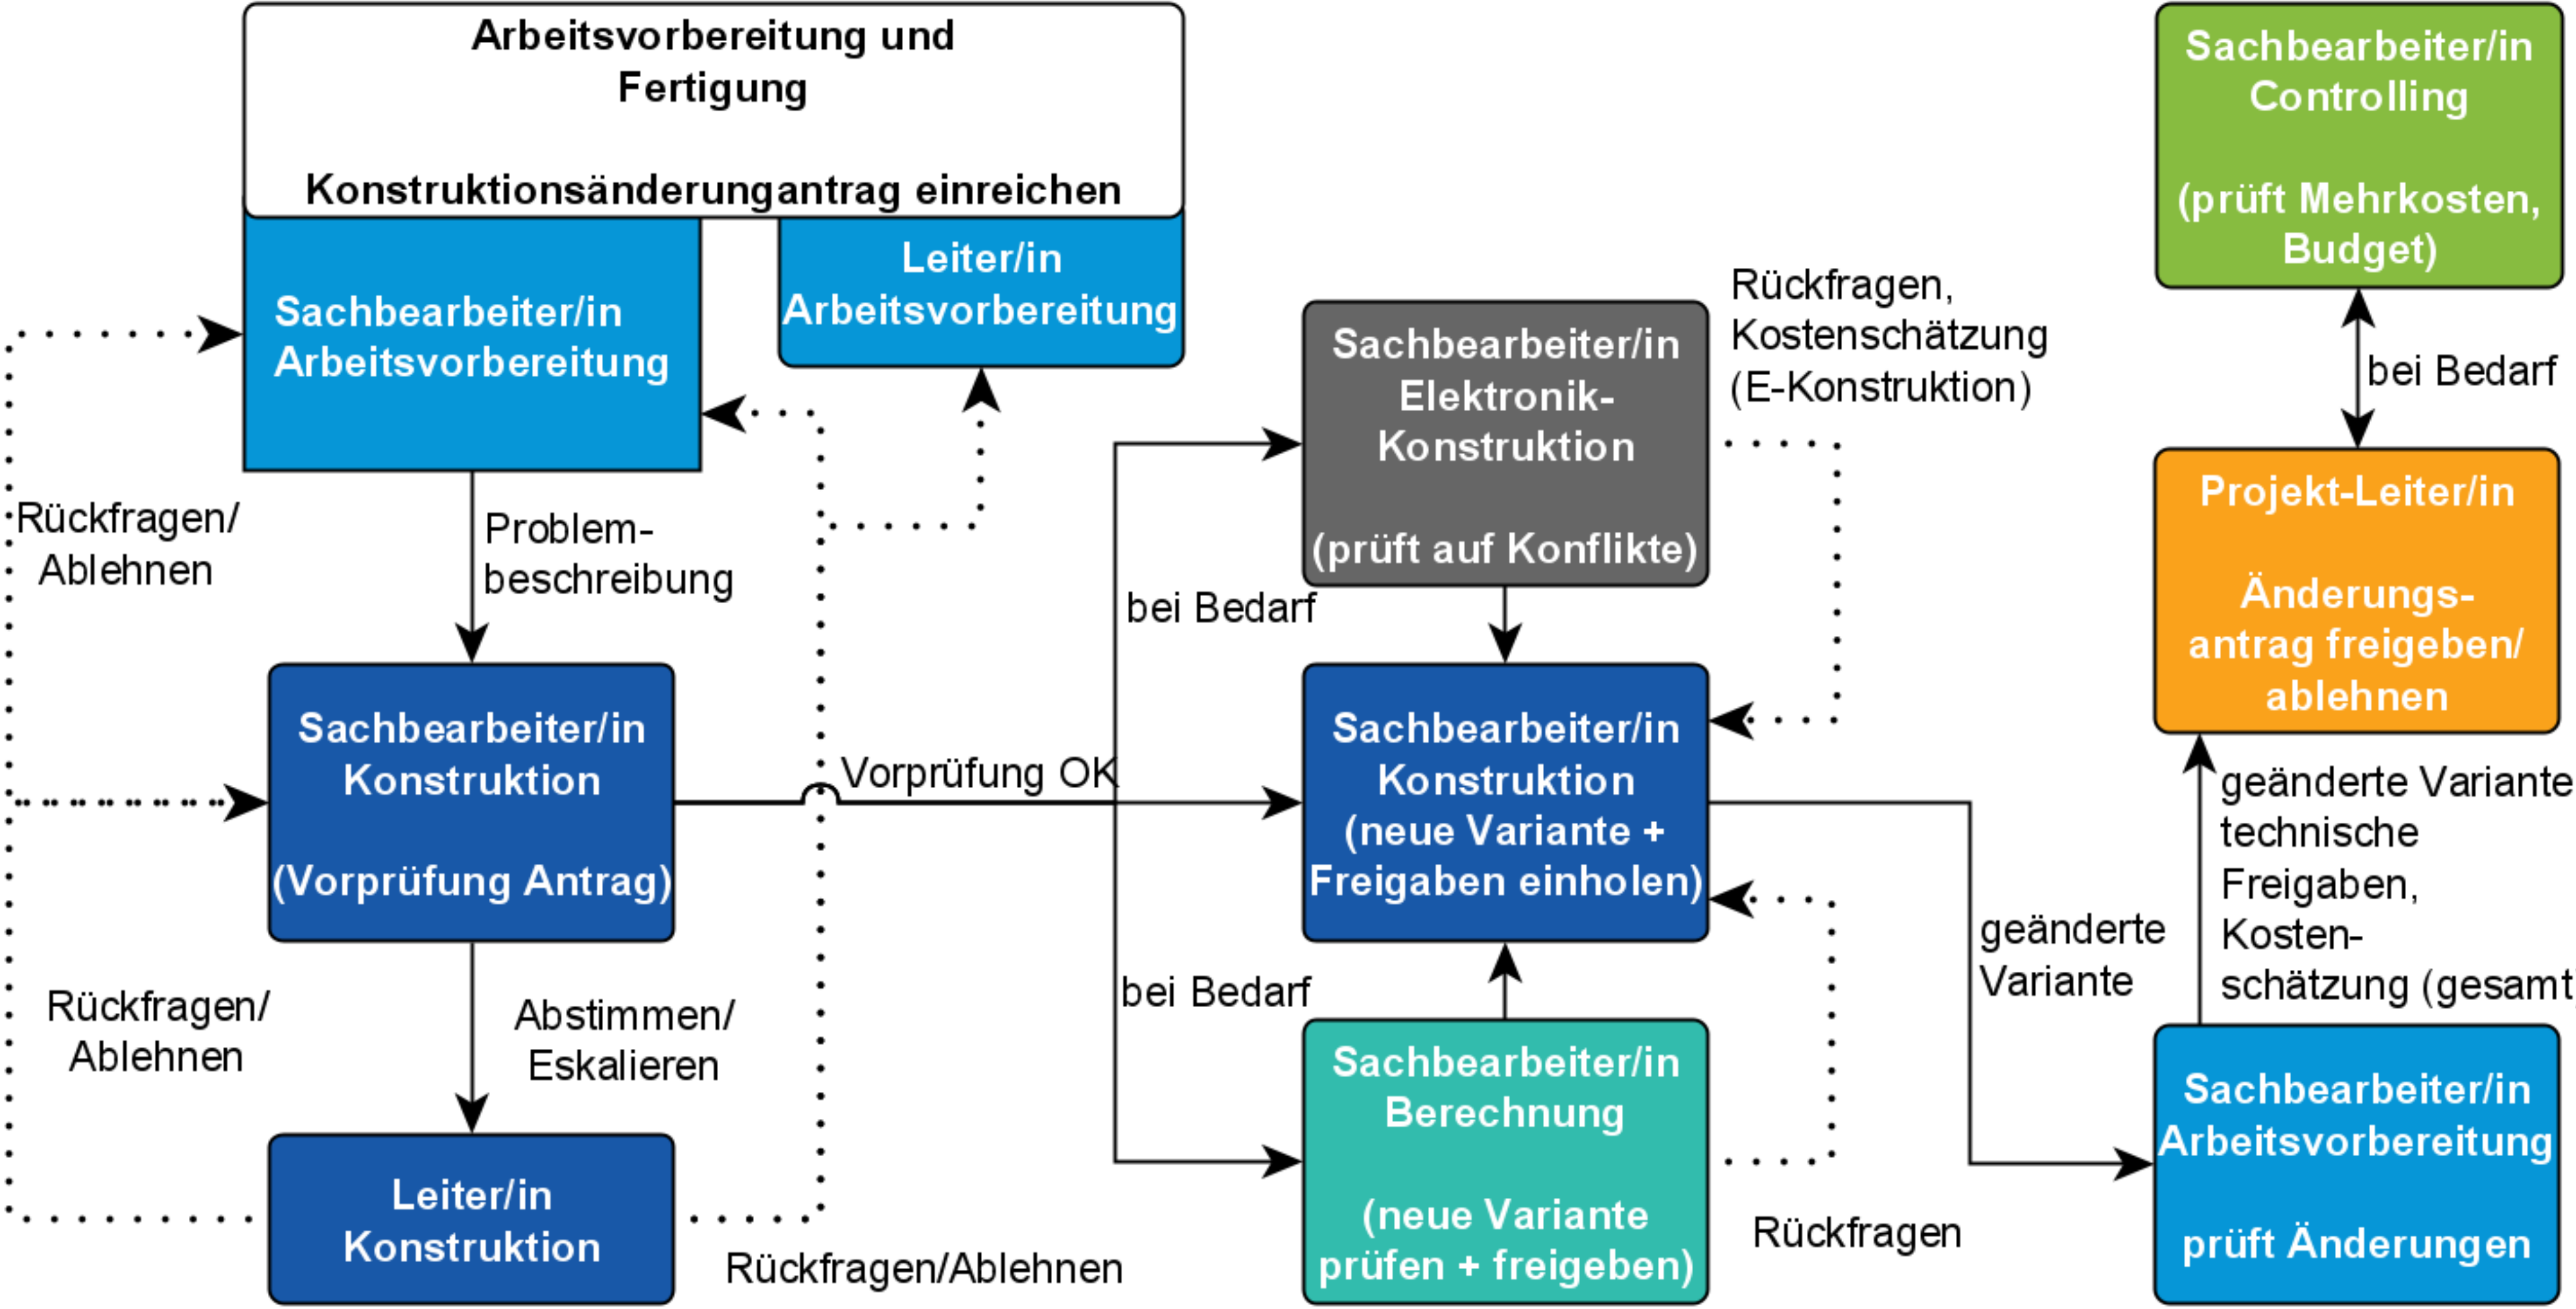 Arbeitsvorbereitung und
Fertigung
Konstruktionsänderungantrag einreichen
Sachbearbeiter/in
Arbeitsvorbereitung
Leiter/in
Arbeitsvorbereitung
Rückfragen/
Ablehnen
Problem-
beschreibung
Sachbearbeiter/in
Konstruktion
(Vorprüfung Antrag)
Rückfragen/
Ablehnen
Abstimmen/
Eskalieren
Leiter/in
Konstruktion
Rückfragen/Ablehnen
Vorprüfung OK
bei Bedarf
bei Bedarf
Sachbearbeiter/in
Elektronik-
Konstruktion
(prüft auf Konflikte)
Rückfragen,
Kostenschätzung
(E-Konstruktion)
Sachbearbeiter/in
Konstruktion
(neue Variante +
Freigaben einholen)
Sachbearbeiter/in
Berechnung
(neue Variante
prüfen + freigeben)
Rückfragen
geänderte
Variante
Sachbearbeiter/in
Controlling
(prüft Mehrkosten,
Budget)
bei Bedarf
Projekt-Leiter/in
Änderungs-
antrag freigeben/
ablehnen
geänderte Variante
technische
Freigaben,
Kosten-
schätzung (gesamt
Sachbearbeiter/in
Arbeitsvorbereitung
prüft Änderungen